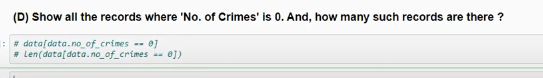 (D) Show all the records where 'No. of Crimes' is 0. And, how many such records are there ?
: # data[data.no_of_crimes == 0]
# len(data[data.no_of_crimes == 0])